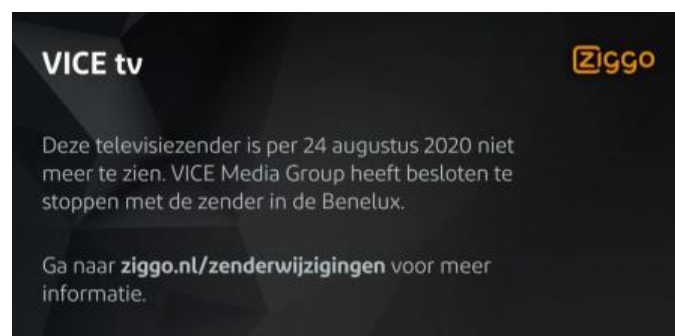 VICE tv
ziggo
Deze televisiezender is per 24 augustus 2020 niet
meer te zien. VICE Media Group heeft besloten te
stoppen met de zender in de Benelux.
Ga naar ziggo.nl/zenderwijzigingen voor meer
informatie.